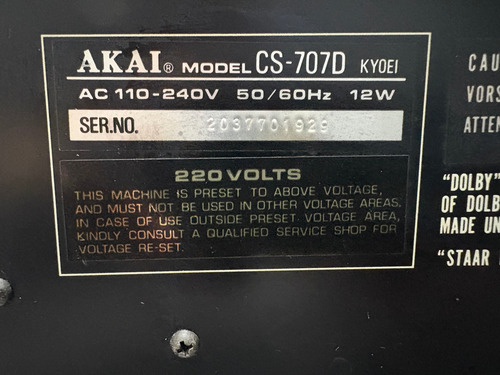 AKAI® MODEL CS-707D KYOEI
AC 110-240V 50/60Hz 12W
SER.NO. 2037701929
220 VOLTS
THIS MACHINE IS PRESET TO ABOVE VOLTAGE,
AND MUST NOT BE USED IN OTHER VOLTAGE AREAS.
IN CASE OF USE OUTSIDE PRESET VOLTAGE AREA,
KINDLY CONSULT A QUALIFIED SERVICE SHOP FOR
VOLTAGE RE-SET.
CAU
VORS
ATTEN
"DOLBY"
OF DOLB
MADE UN
"STAAR